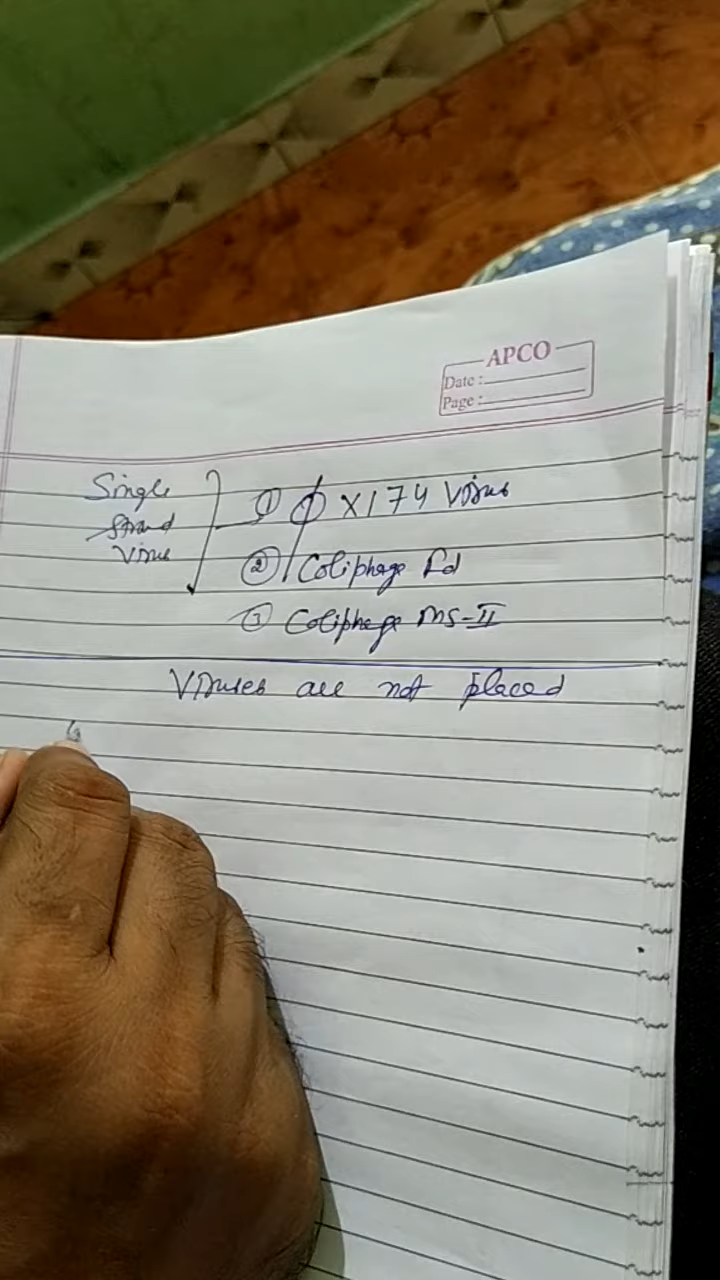 APCO
Date :
Page :
Single
Strand
Virus
① ϕ X174 Virus
② Coliphage fd
③ Coliphage MS-II
Viruses are not placed